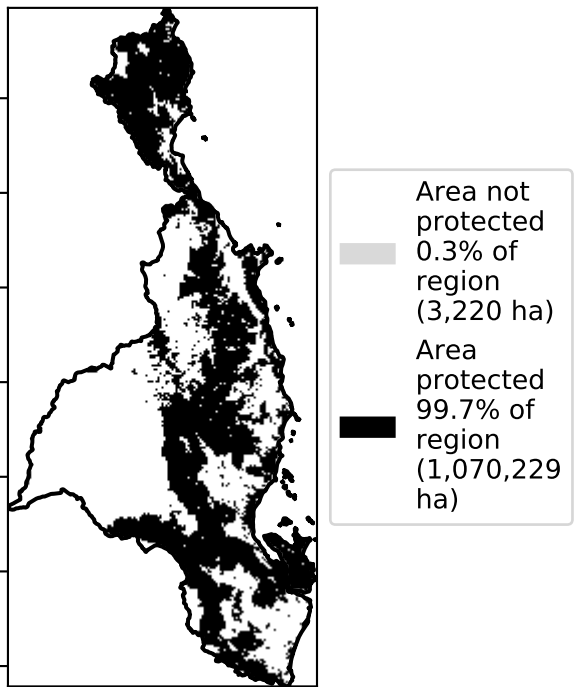 Area not
protected
0.3% of
region
(3,220 ha)
Area
protected
99.7% of
region
(1,070,229
ha)